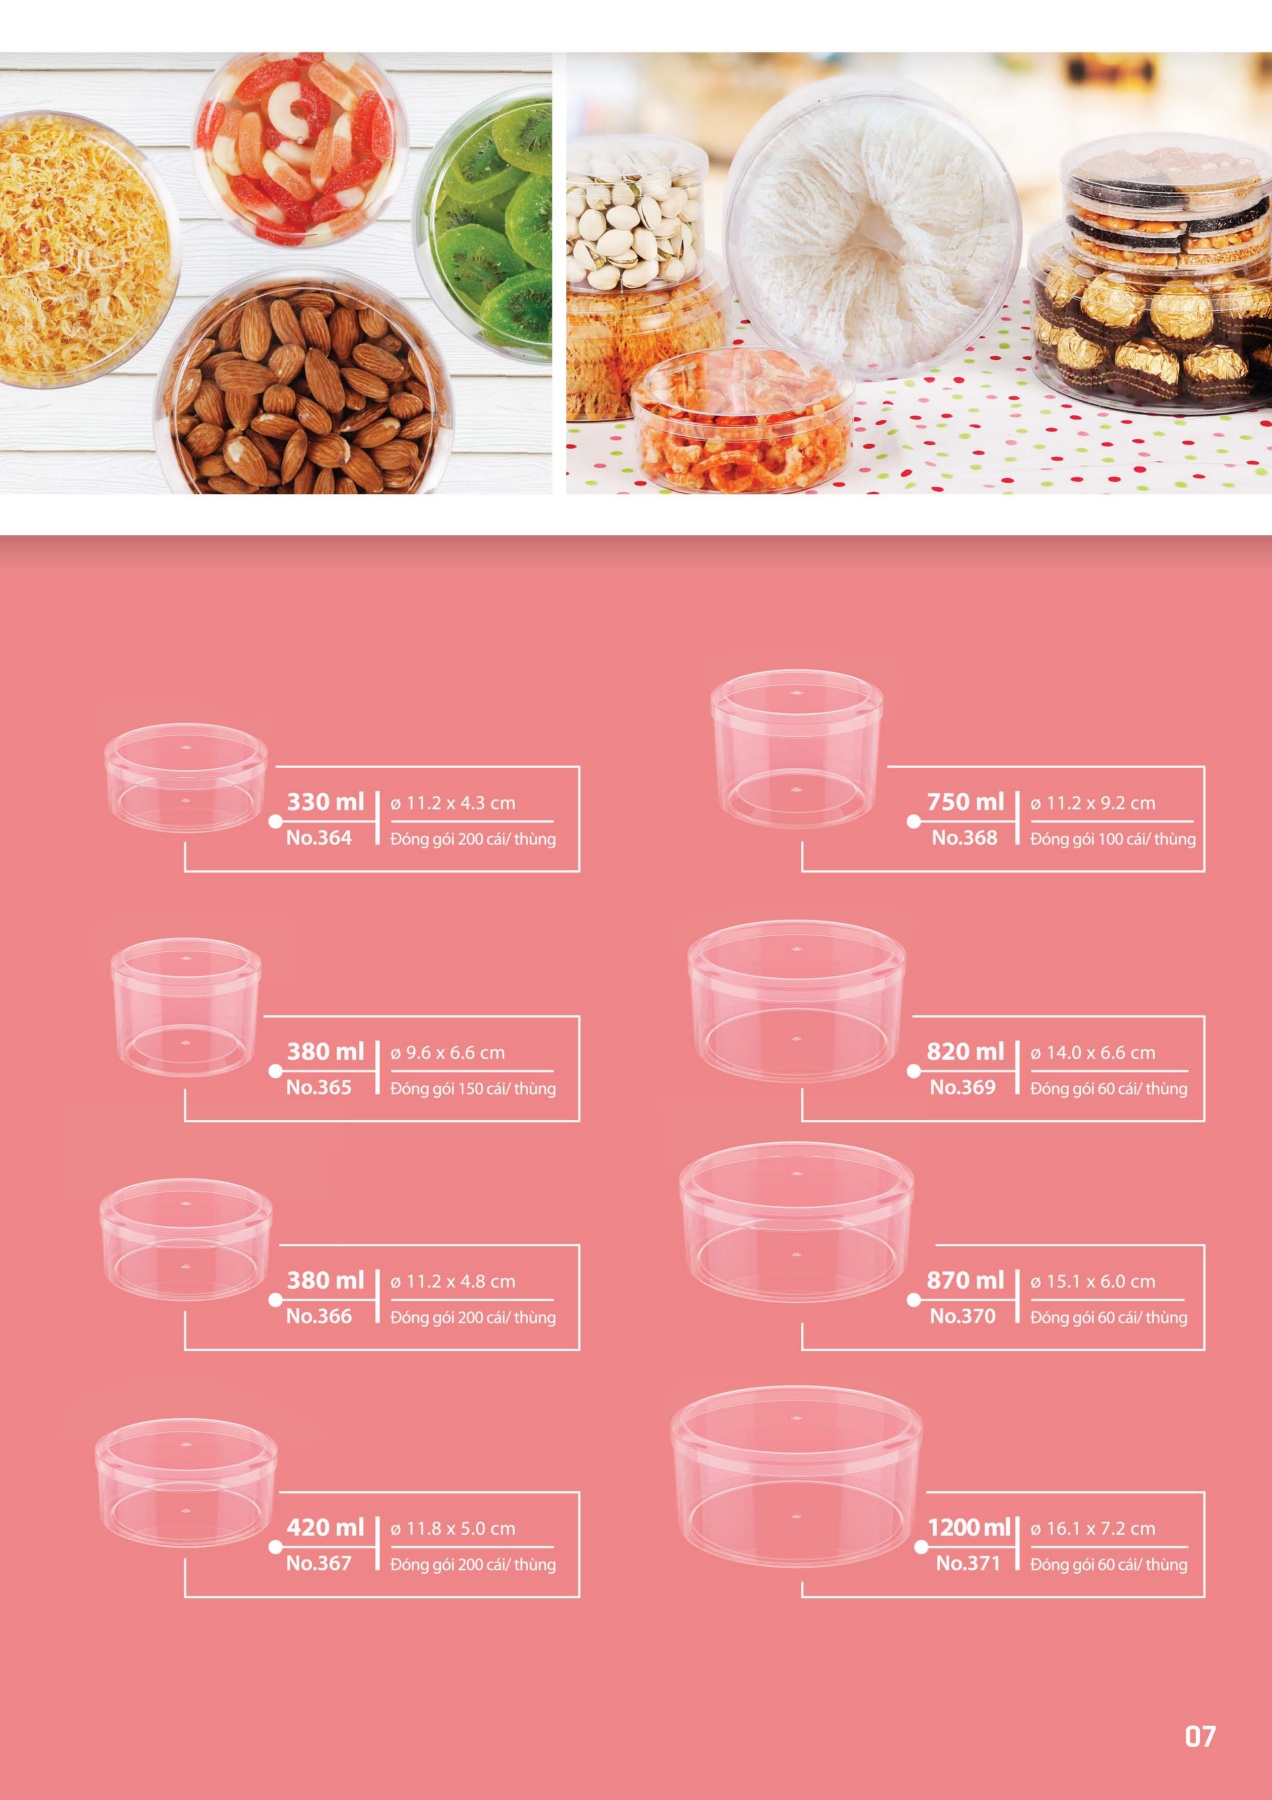 330 ml
No.364
ø 11.2 x 4.3 cm
Đóng gói 200 cái/ thùng
380 ml
No.365
ø 9.6 x 6.6 cm
Đóng gói 150 cái/ thùng
380 ml
No.366
ø 11.2 x 4.8 cm
Đóng gói 200 cái/ thùng
420 ml
No.367
ø 11.8 x 5.0 cm
Đóng gói 200 cái/ thùng
750 ml
No.368
ø 11.2 x 9.2 cm
Đóng gói 100 cái/ thùng
820 ml
No.369
ø 14.0 x 6.6 cm
Đóng gói 60 cái/ thùng
870 ml
No.370
ø 15.1 x 6.0 cm
Đóng gói 60 cái/ thùng
1200 ml
No.371
ø 16.1 x 7.2 cm
Đóng gói 60 cái/ thùng
07